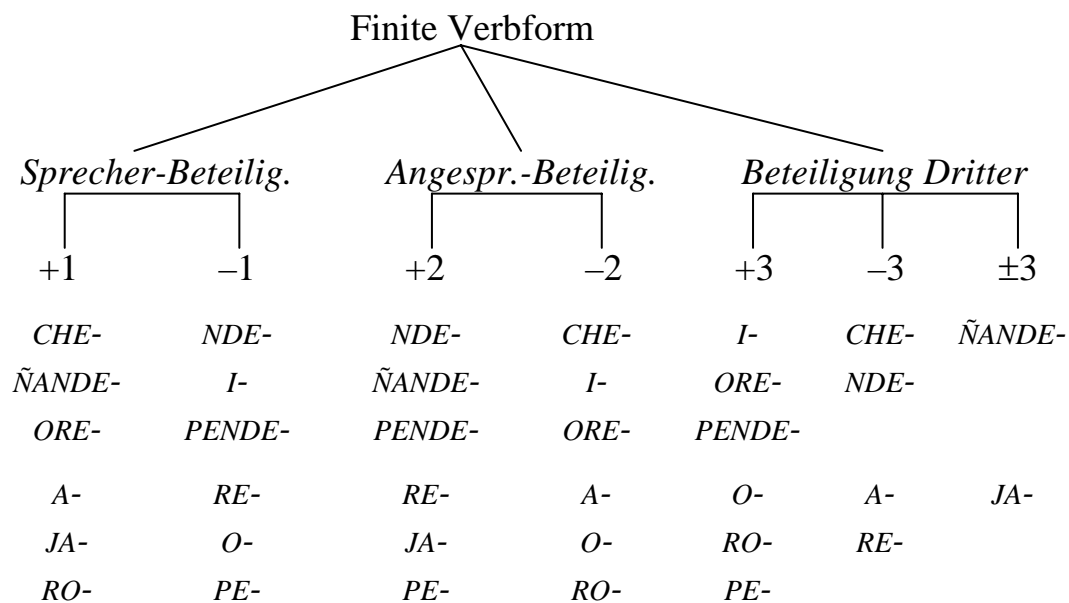 Finite Verbform
Sprecher-Beteilig. Angespr.-Beteilig. Beteiligung Dritter
+1 –1 +2 –2 +3 –3 ±3
CHE- NDE- NDE- CHE- I- CHE- ÑANDE-
ÑANDE- I- ÑANDE- I- ORE- NDE-
ORE- PENDE- PENDE- ORE- PENDE-
A- RE- RE- A- O- A- JA-
JA- O- JA- O- RO- RE-
RO- PE- PE- RO- PE-